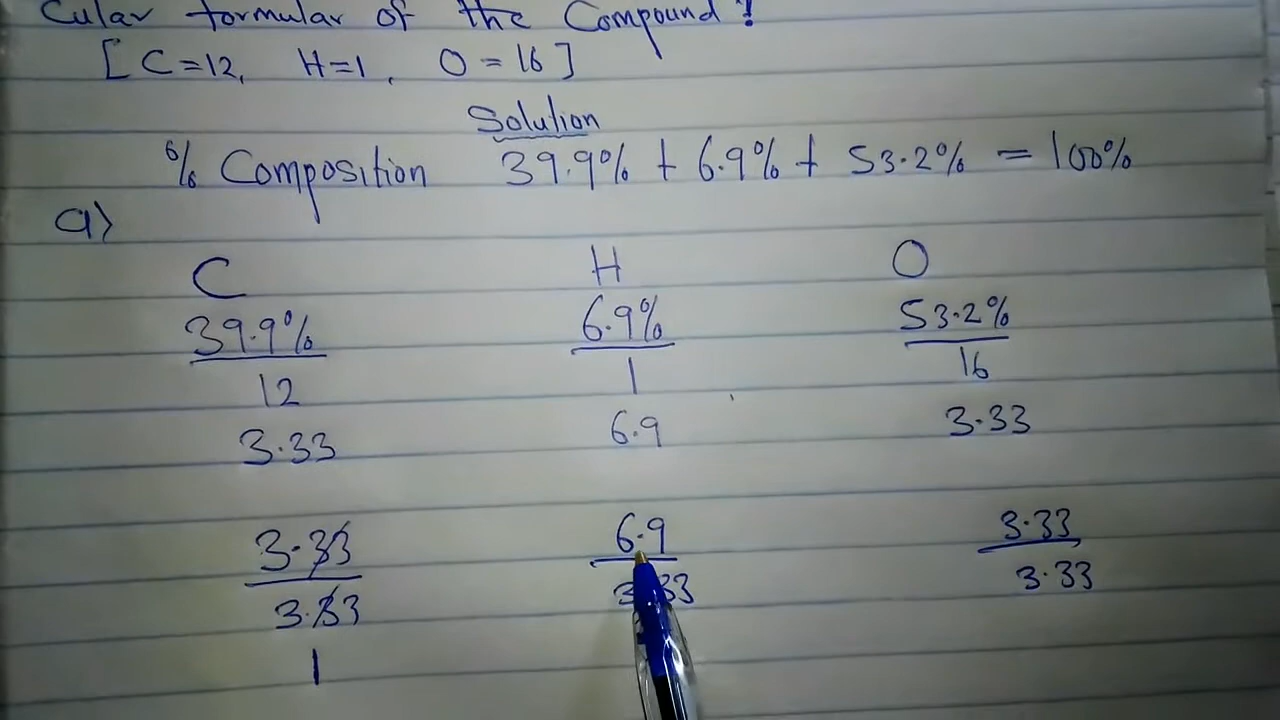 cular formular of the Compound?
[C=12, H=1, O=16]
Solution
% Composition 39.9% + 6.9% + 53.2% = 100%
a)
C H O
39.9% 6.9% 53.2%
12 1 16
3.33 6.9 3.33
3.33 6.9 3.33
3.33 3.33 3.33
1